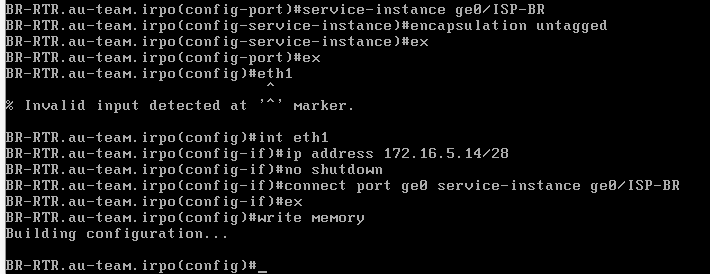 BR-RTR.au-team.irpo(config-port)#service-instance ge0/ISP-BR
BR-RTR.au-team.irpo(config-service-instance)#encapsulation untagged
BR-RTR.au-team.irpo(config-service-instance)#ex
BR-RTR.au-team.irpo(config-port)#ex
BR-RTR.au-team.irpo(config)#eth1
^
% Invalid input detected at '^' marker.
BR-RTR.au-team.irpo(config)#int eth1
BR-RTR.au-team.irpo(config-if)#ip address 172.16.5.14/28
BR-RTR.au-team.irpo(config-if)#no shutdown
BR-RTR.au-team.irpo(config-if)#connect port ge0 service-instance ge0/ISP-BR
BR-RTR.au-team.irpo(config-if)#ex
BR-RTR.au-team.irpo(config)#write memory
Building configuration...
BR-RTR.au-team.irpo(config)#_